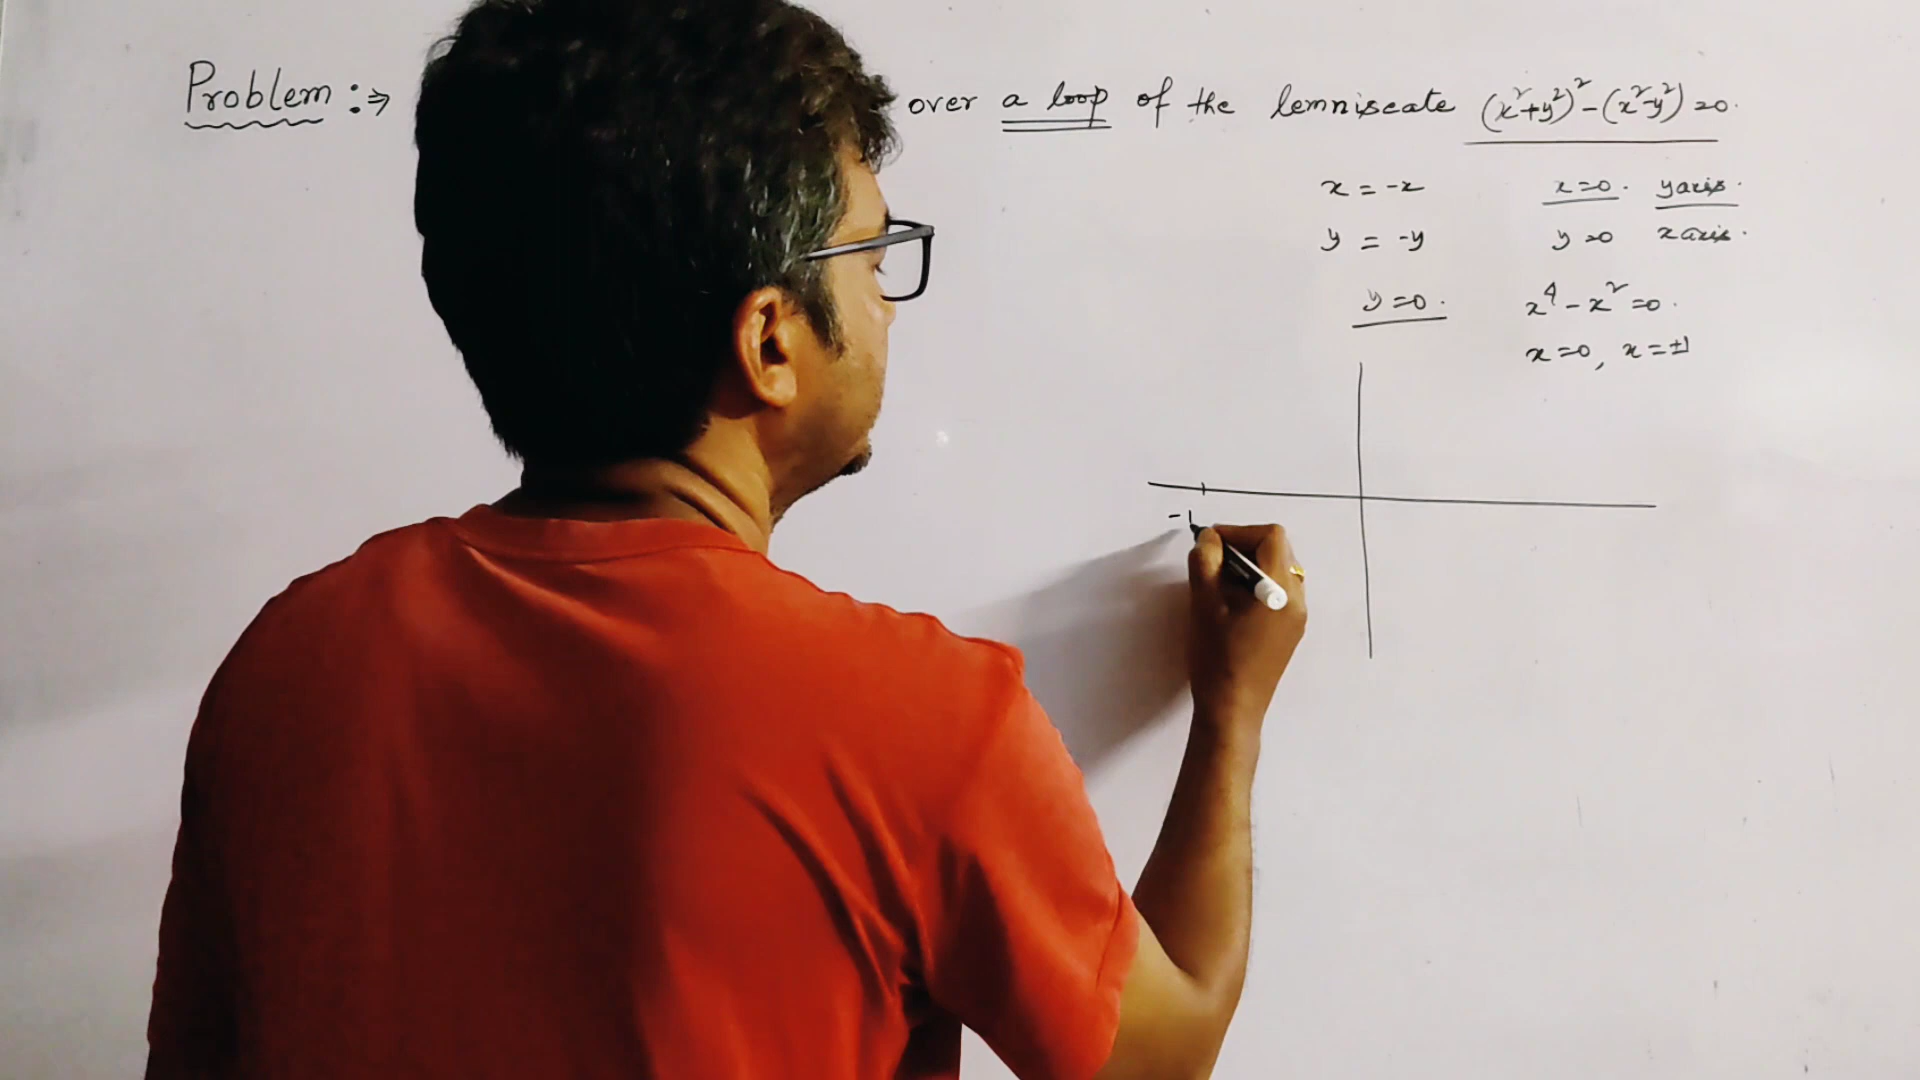 Problem :⇒ over a loop of the lemniscate (x²+y²)² - (x²-y²) = 0.
x = -x x=0. y axis.
y = -y y=0 x axis.
y=0. x⁴ - x² = 0.
x=0, x=±1
-1